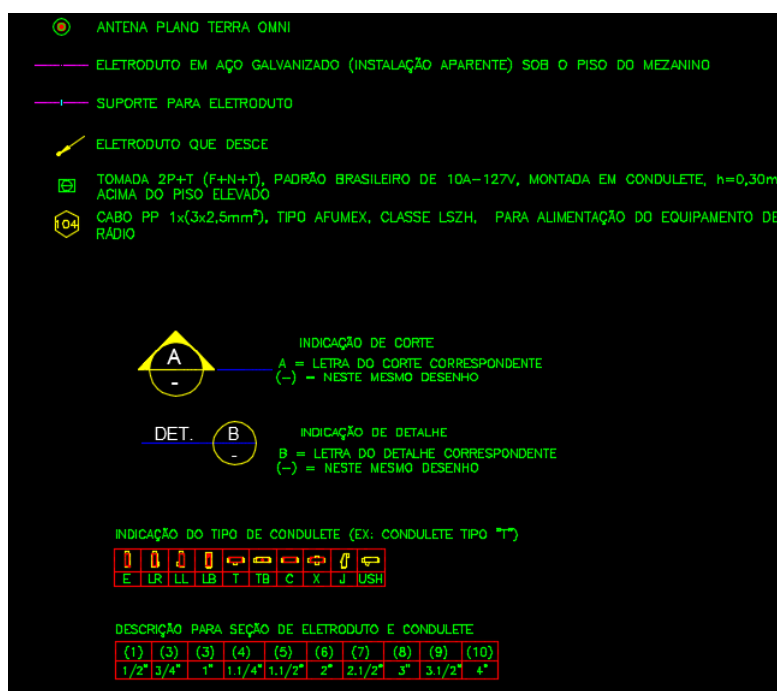 ANTENA PLANO TERRA OMNI
ELETRODUTO EM AÇO GALVANIZADO (INSTALAÇÃO APARENTE) SOB O PISO DO MEZANINO
SUPORTE PARA ELETRODUTO
ELETRODUTO QUE DESCE
TOMADA 2P+T (F+N+T), PADRÃO BRASILEIRO DE 10A-127V, MONTADA EM CONDULETE, h=0,30m
ACIMA DO PISO ELEVADO
104 CABO PP 1x(3x2,5mm²), TIPO AFUMEX, CLASSE LSZH, PARA ALIMENTAÇÃO DO EQUIPAMENTO DE
RÁDIO
INDICAÇÃO DE CORTE
A
-
A = LETRA DO CORTE CORRESPONDENTE
(-) = NESTE MESMO DESENHO
DET. B
-
INDICAÇÃO DE DETALHE
B = LETRA DO DETALHE CORRESPONDENTE
(-) = NESTE MESMO DESENHO
INDICAÇÃO DO TIPO DE CONDULETE (EX: CONDULETE TIPO "T")
E LR LL LB T TB C X J USH
DESCRIÇÃO PARA SEÇÃO DE ELETRODUTO E CONDULETE
(1) (3) (3) (4) (5) (6) (7) (8) (9) (10)
1/2" 3/4" 1" 1.1/4" 1.1/2" 2" 2.1/2" 3" 3.1/2" 4"